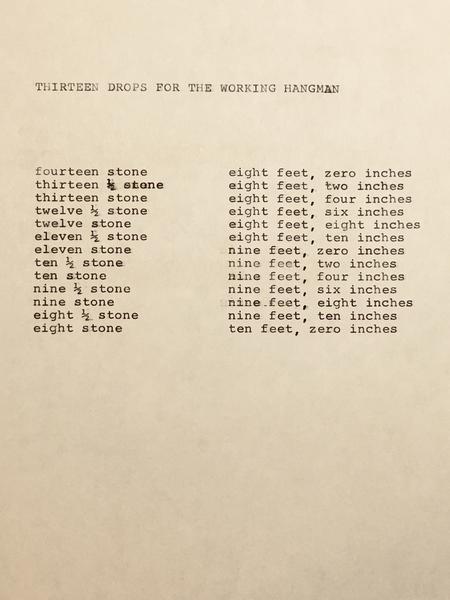 THIRTEEN DROPS FOR THE WORKING HANGMAN
fourteen stone eight feet, zero inches
thirteen ½ stone eight feet, two inches
thirteen stone eight feet, four inches
twelve ½ stone eight feet, six inches
twelve stone eight feet, eight inches
eleven ½ stone eight feet, ten inches
eleven stone nine feet, zero inches
ten ½ stone nine feet, two inches
ten stone nine feet, four inches
nine ½ stone nine feet, six inches
nine stone nine feet, eight inches
eight ½ stone nine feet, ten inches
eight stone ten feet, zero inches